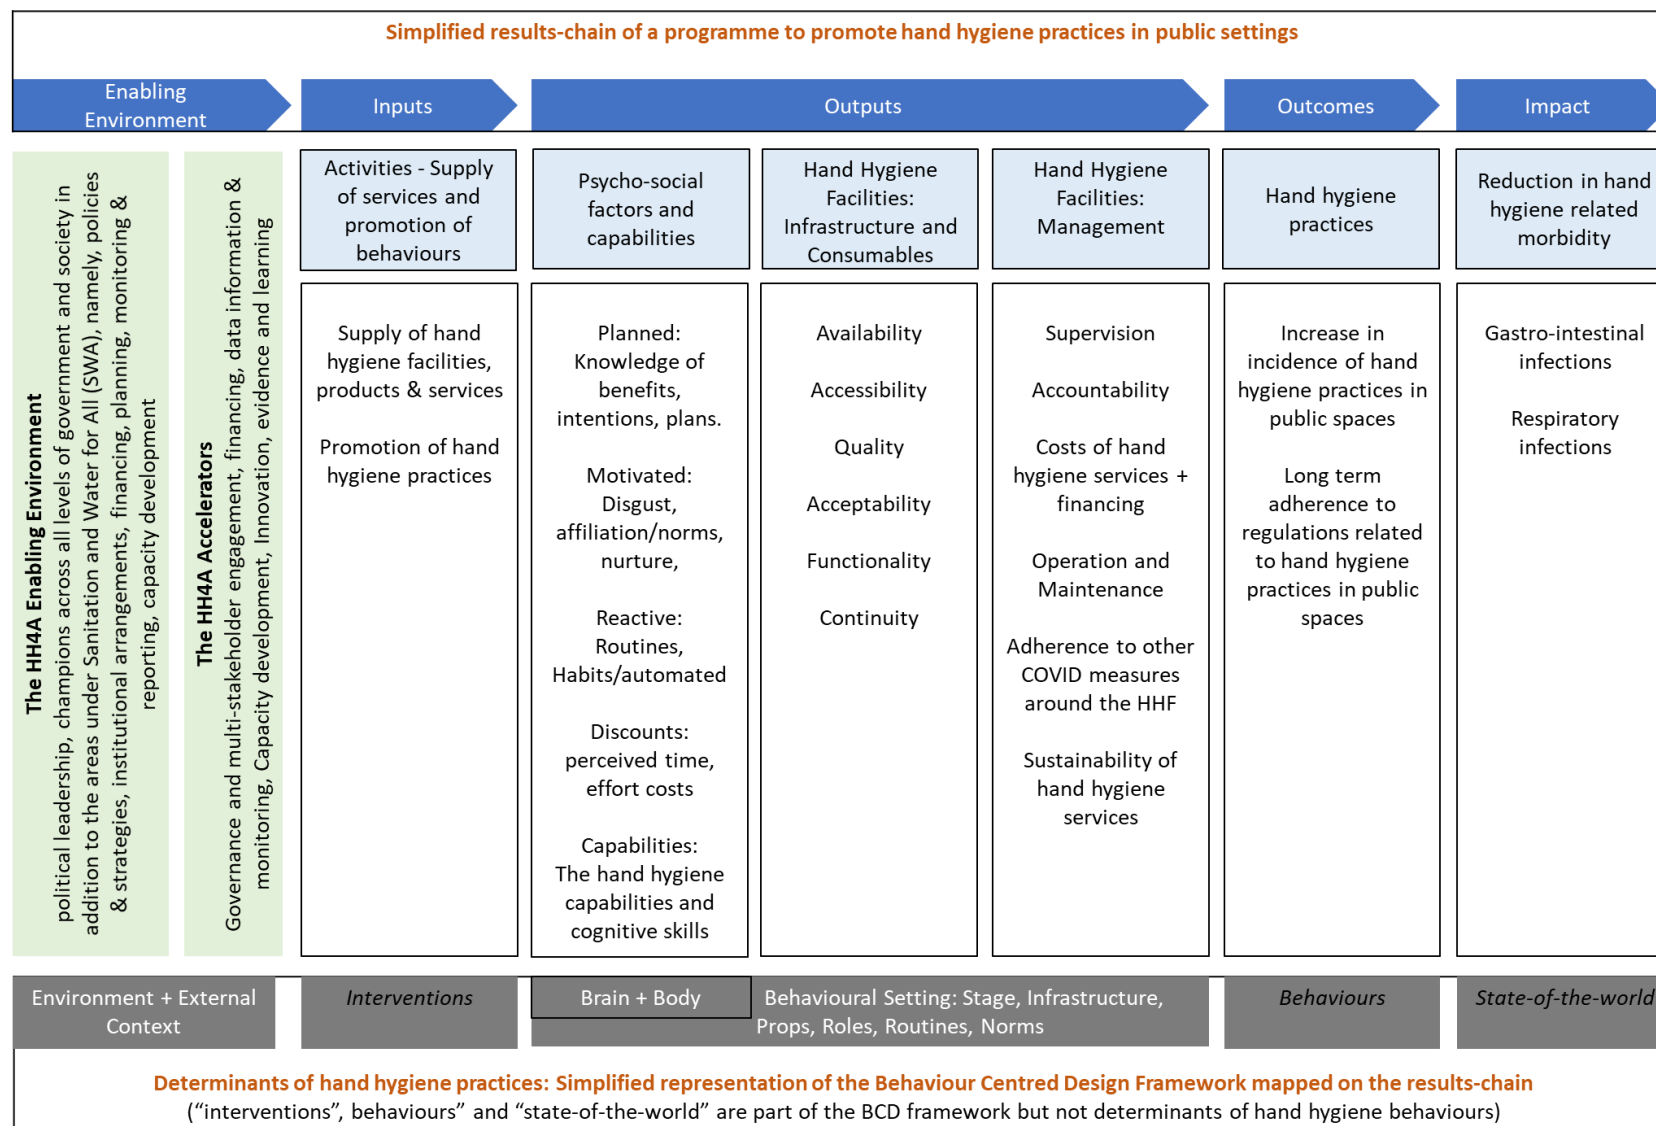 Simplified results-chain of a programme to promote hand hygiene practices in public settings
Enabling
Environment
Inputs
Outputs
Outcomes
Impact
The HH4A Enabling Environment
political leadership, champions across all levels of government and society in
addition to the areas under Sanitation and Water for All (SWA), namely, policies
& strategies, institutional arrangements, financing, planning, monitoring &
reporting, capacity development
The HH4A Accelerators
Governance and multi-stakeholder engagement, financing, data information &
monitoring, Capacity development, Innovation, evidence and learning
Activities - Supply
of services and
promotion of
behaviours
Supply of hand
hygiene facilities,
products & services
Promotion of hand
hygiene practices
Psycho-social
factors and
capabilities
Planned:
Knowledge of
benefits,
intentions, plans.
Motivated:
Disgust,
affiliation/norms,
nurture,
Reactive:
Routines,
Habits/automated
Discounts:
perceived time,
effort costs
Capabilities:
The hand hygiene
capabilities and
cognitive skills
Hand Hygiene
Facilities:
Infrastructure and
Consumables
Availability
Accessibility
Quality
Acceptability
Functionality
Continuity
Hand Hygiene
Facilities:
Management
Supervision
Accountability
Costs of hand
hygiene services +
financing
Operation and
Maintenance
Adherence to other
COVID measures
around the HHF
Sustainability of
hand hygiene
services
Hand hygiene
practices
Increase in
incidence of hand
hygiene practices in
public spaces
Long term
adherence to
regulations related
to hand hygiene
practices in public
spaces
Reduction in hand
hygiene related
morbidity
Gastro-intestinal
infections
Respiratory
infections
Environment + External
Context
Interventions
Brain + Body
Behavioural Setting: Stage, Infrastructure,
Props, Roles, Routines, Norms
Behaviours
State-of-the-world
Determinants of hand hygiene practices: Simplified representation of the Behaviour Centred Design Framework mapped on the results-chain
(“interventions”, behaviours” and “state-of-the-world” are part of the BCD framework but not determinants of hand hygiene behaviours)